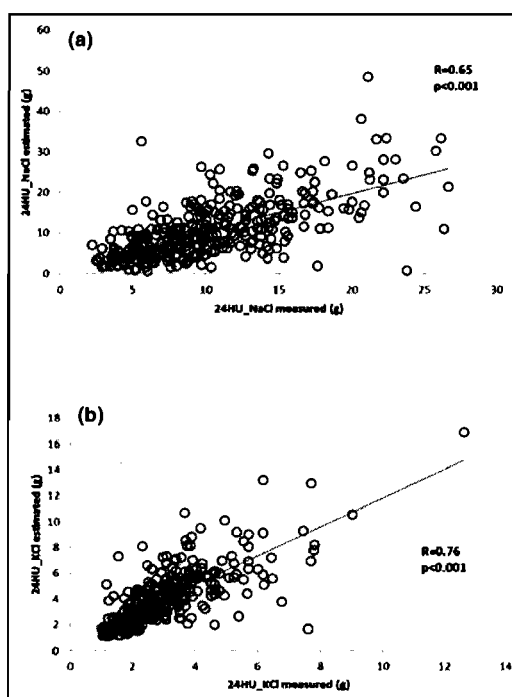 (a)
60
50
40
30
20
10
0
24HU_NaCl estimated (g)
R=0.65
p<0.001
0 5 10 15 20 25 30
24HU_NaCl measured (g)
(b)
18
16
14
12
10
8
6
4
2
0
24HU_KCl estimated (g)
R=0.76
p<0.001
0 2 4 6 8 10 12 14
24HU_KCl measured (g)